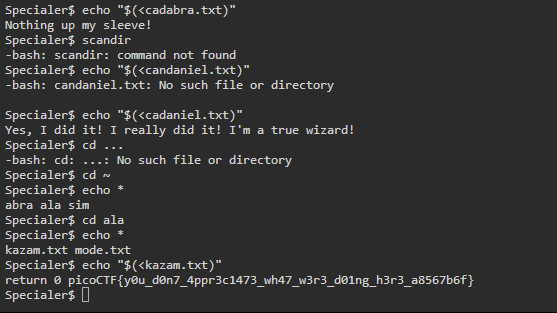 Specialer$ echo "$(<cadabra.txt)"
Nothing up my sleeve!
Specialer$ scandir
-bash: scandir: command not found
Specialer$ echo "$(<candaniel.txt)"
-bash: candaniel.txt: No such file or directory
Specialer$ echo "$(<cadaniel.txt)"
Yes, I did it! I really did it! I'm a true wizard!
Specialer$ cd ...
-bash: cd: ...: No such file or directory
Specialer$ cd ~
Specialer$ echo *
abra ala sim
Specialer$ cd ala
Specialer$ echo *
kazam.txt mode.txt
Specialer$ echo "$(<kazam.txt)"
return 0 picoCTF{y0u_d0n7_4ppr3c1473_wh47_w3r3_d01ng_h3r3_a8567b6f}
Specialer$